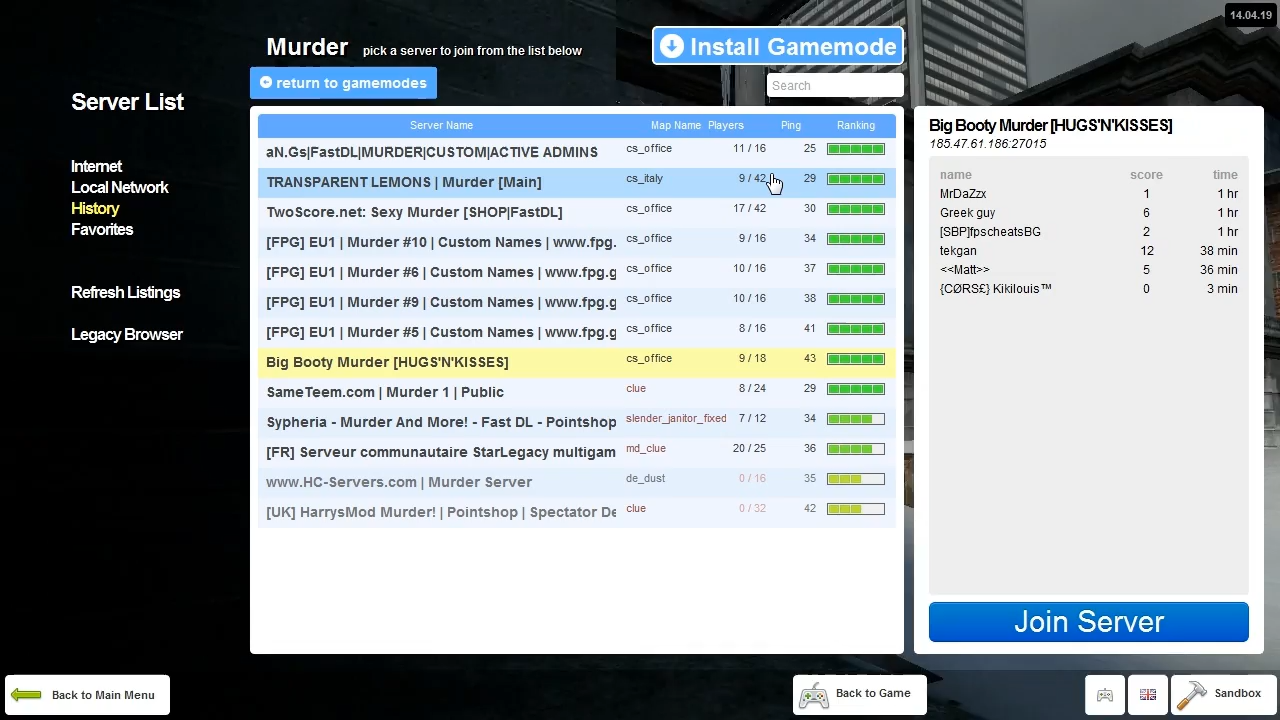 14.04.19
Murder pick a server to join from the list below
Install Gamemode
return to gamemodes
Search
Server List
Internet
Local Network
History
Favorites
Refresh Listings
Legacy Browser
Server Name Map Name Players Ping Ranking
aN.Gs|FastDL|MURDER|CUSTOM|ACTIVE ADMINS cs_office 11 / 16 25
TRANSPARENT LEMONS | Murder [Main] cs_italy 9 / 42 29
TwoScore.net: Sexy Murder [SHOP|FastDL] cs_office 17 / 42 30
[FPG] EU1 | Murder #10 | Custom Names | www.fpg. cs_office 9 / 16 34
[FPG] EU1 | Murder #6 | Custom Names | www.fpg.g cs_office 10 / 16 37
[FPG] EU1 | Murder #9 | Custom Names | www.fpg.g cs_office 10 / 16 38
[FPG] EU1 | Murder #5 | Custom Names | www.fpg.g cs_office 8 / 16 41
Big Booty Murder [HUGS'N'KISSES] cs_office 9 / 18 43
SameTeem.com | Murder 1 | Public clue 8 / 24 29
Sypheria - Murder And More! - Fast DL - Pointshop slender_janitor_fixed 7 / 12 34
[FR] Serveur communautaire StarLegacy multigam md_clue 20 / 25 36
www.HC-Servers.com | Murder Server de_dust 0 / 16 35
[UK] HarrysMod Murder! | Pointshop | Spectator De clue 0 / 32 42
Big Booty Murder [HUGS'N'KISSES]
185.47.61.186:27015
name score time
MrDaZzx 1 1 hr
Greek guy 6 1 hr
[SBP]fpscheatsBG 2 1 hr
tekgan 12 38 min
<<Matt>> 5 36 min
{CØRS£} Kikilouis™ 0 3 min
Join Server
Back to Main Menu
Back to Game
Sandbox